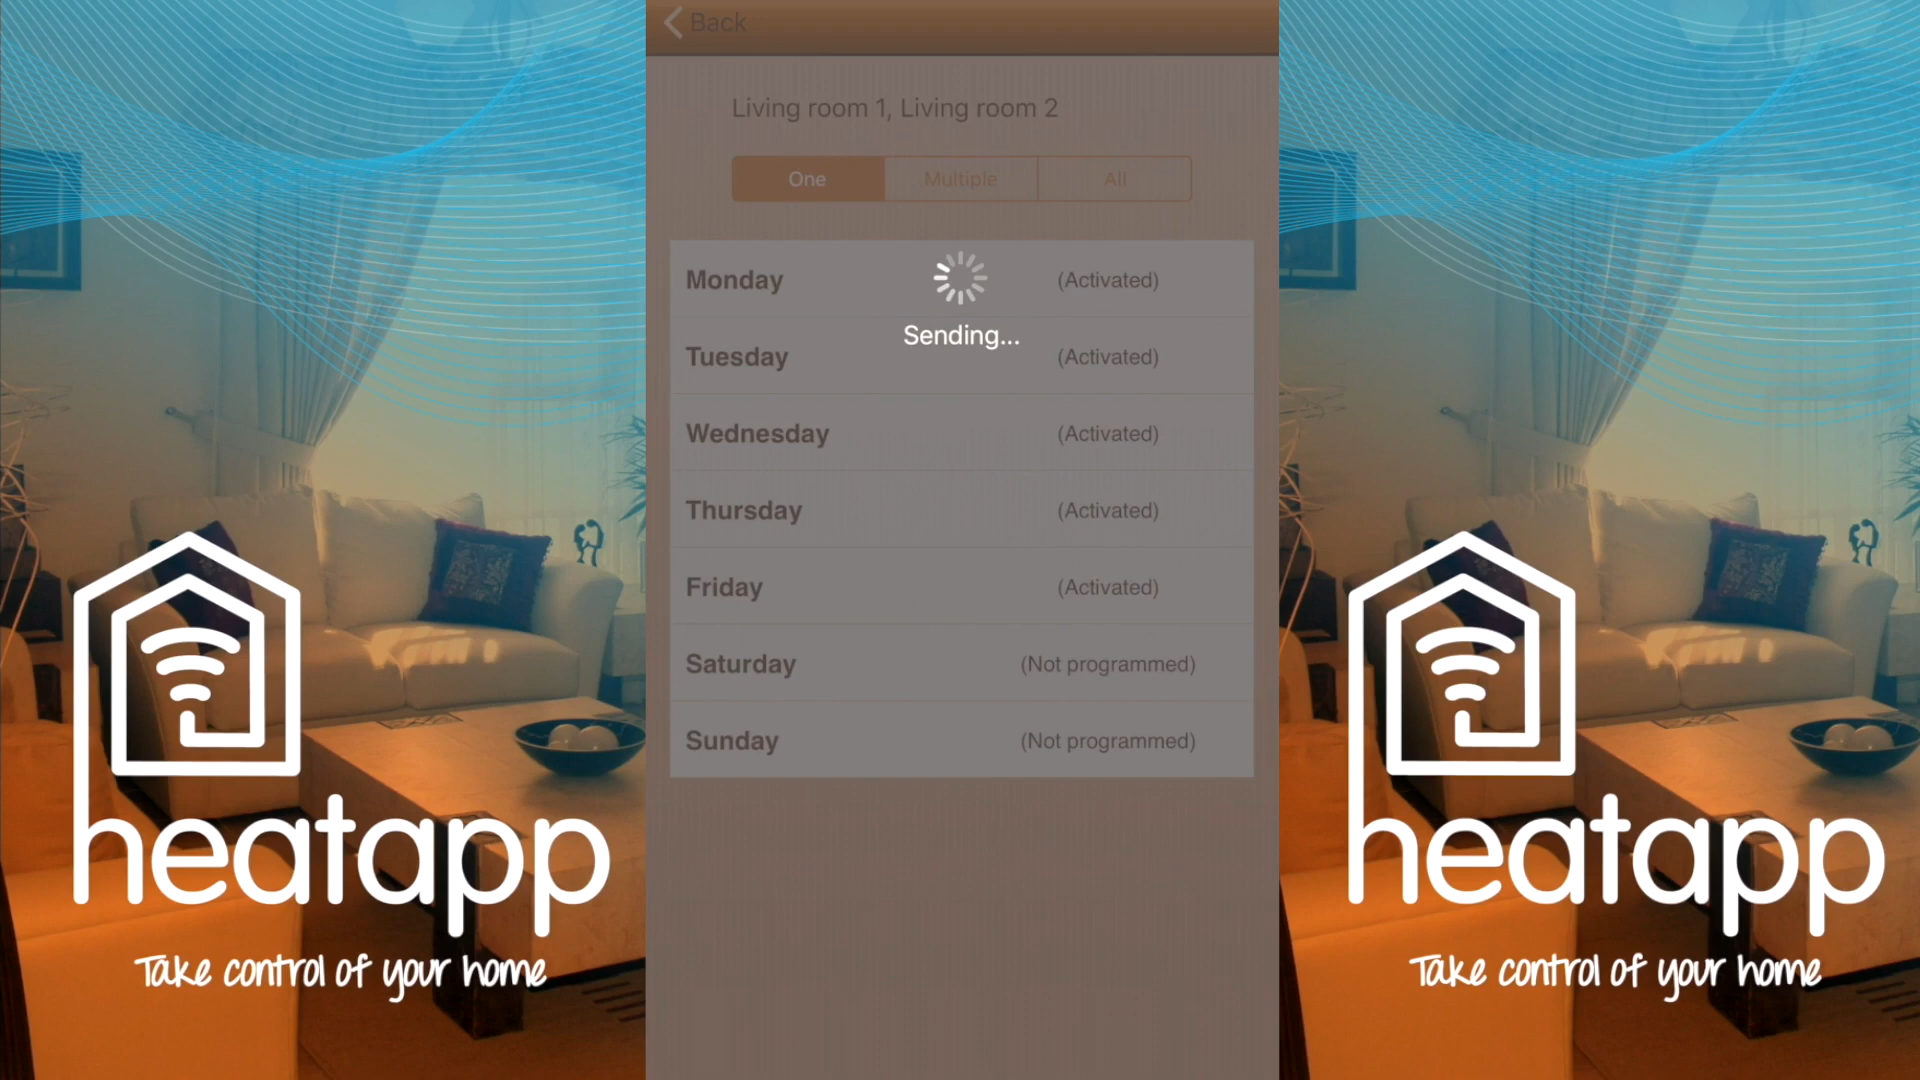 Back
Living room 1, Living room 2
One Multiple All
Monday (Activated)
Sending...
Tuesday (Activated)
Wednesday (Activated)
Thursday (Activated)
Friday (Activated)
Saturday (Not programmed)
Sunday (Not programmed)
heatapp
Take control of your home
heatapp
Take control of your home